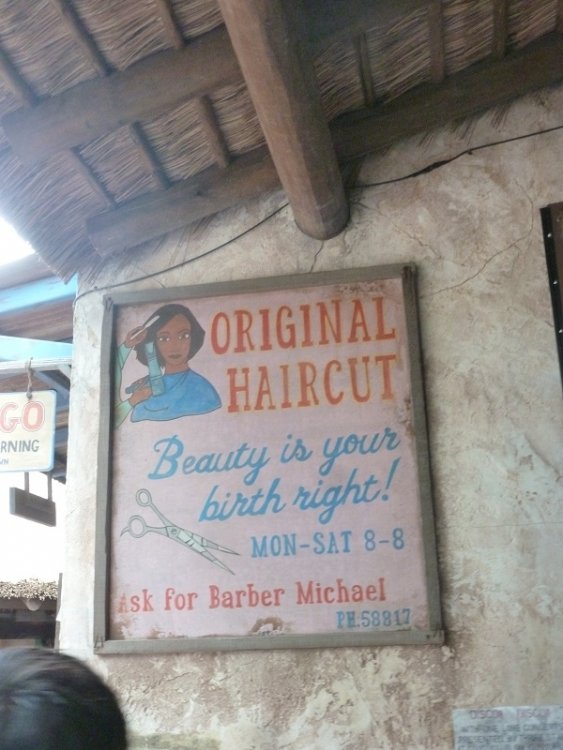 ORIGINAL
HAIRCUT
Beauty is your
birth right!
MON-SAT 8-8
Ask for Barber Michael
PH:58817
GO
RNING
WN